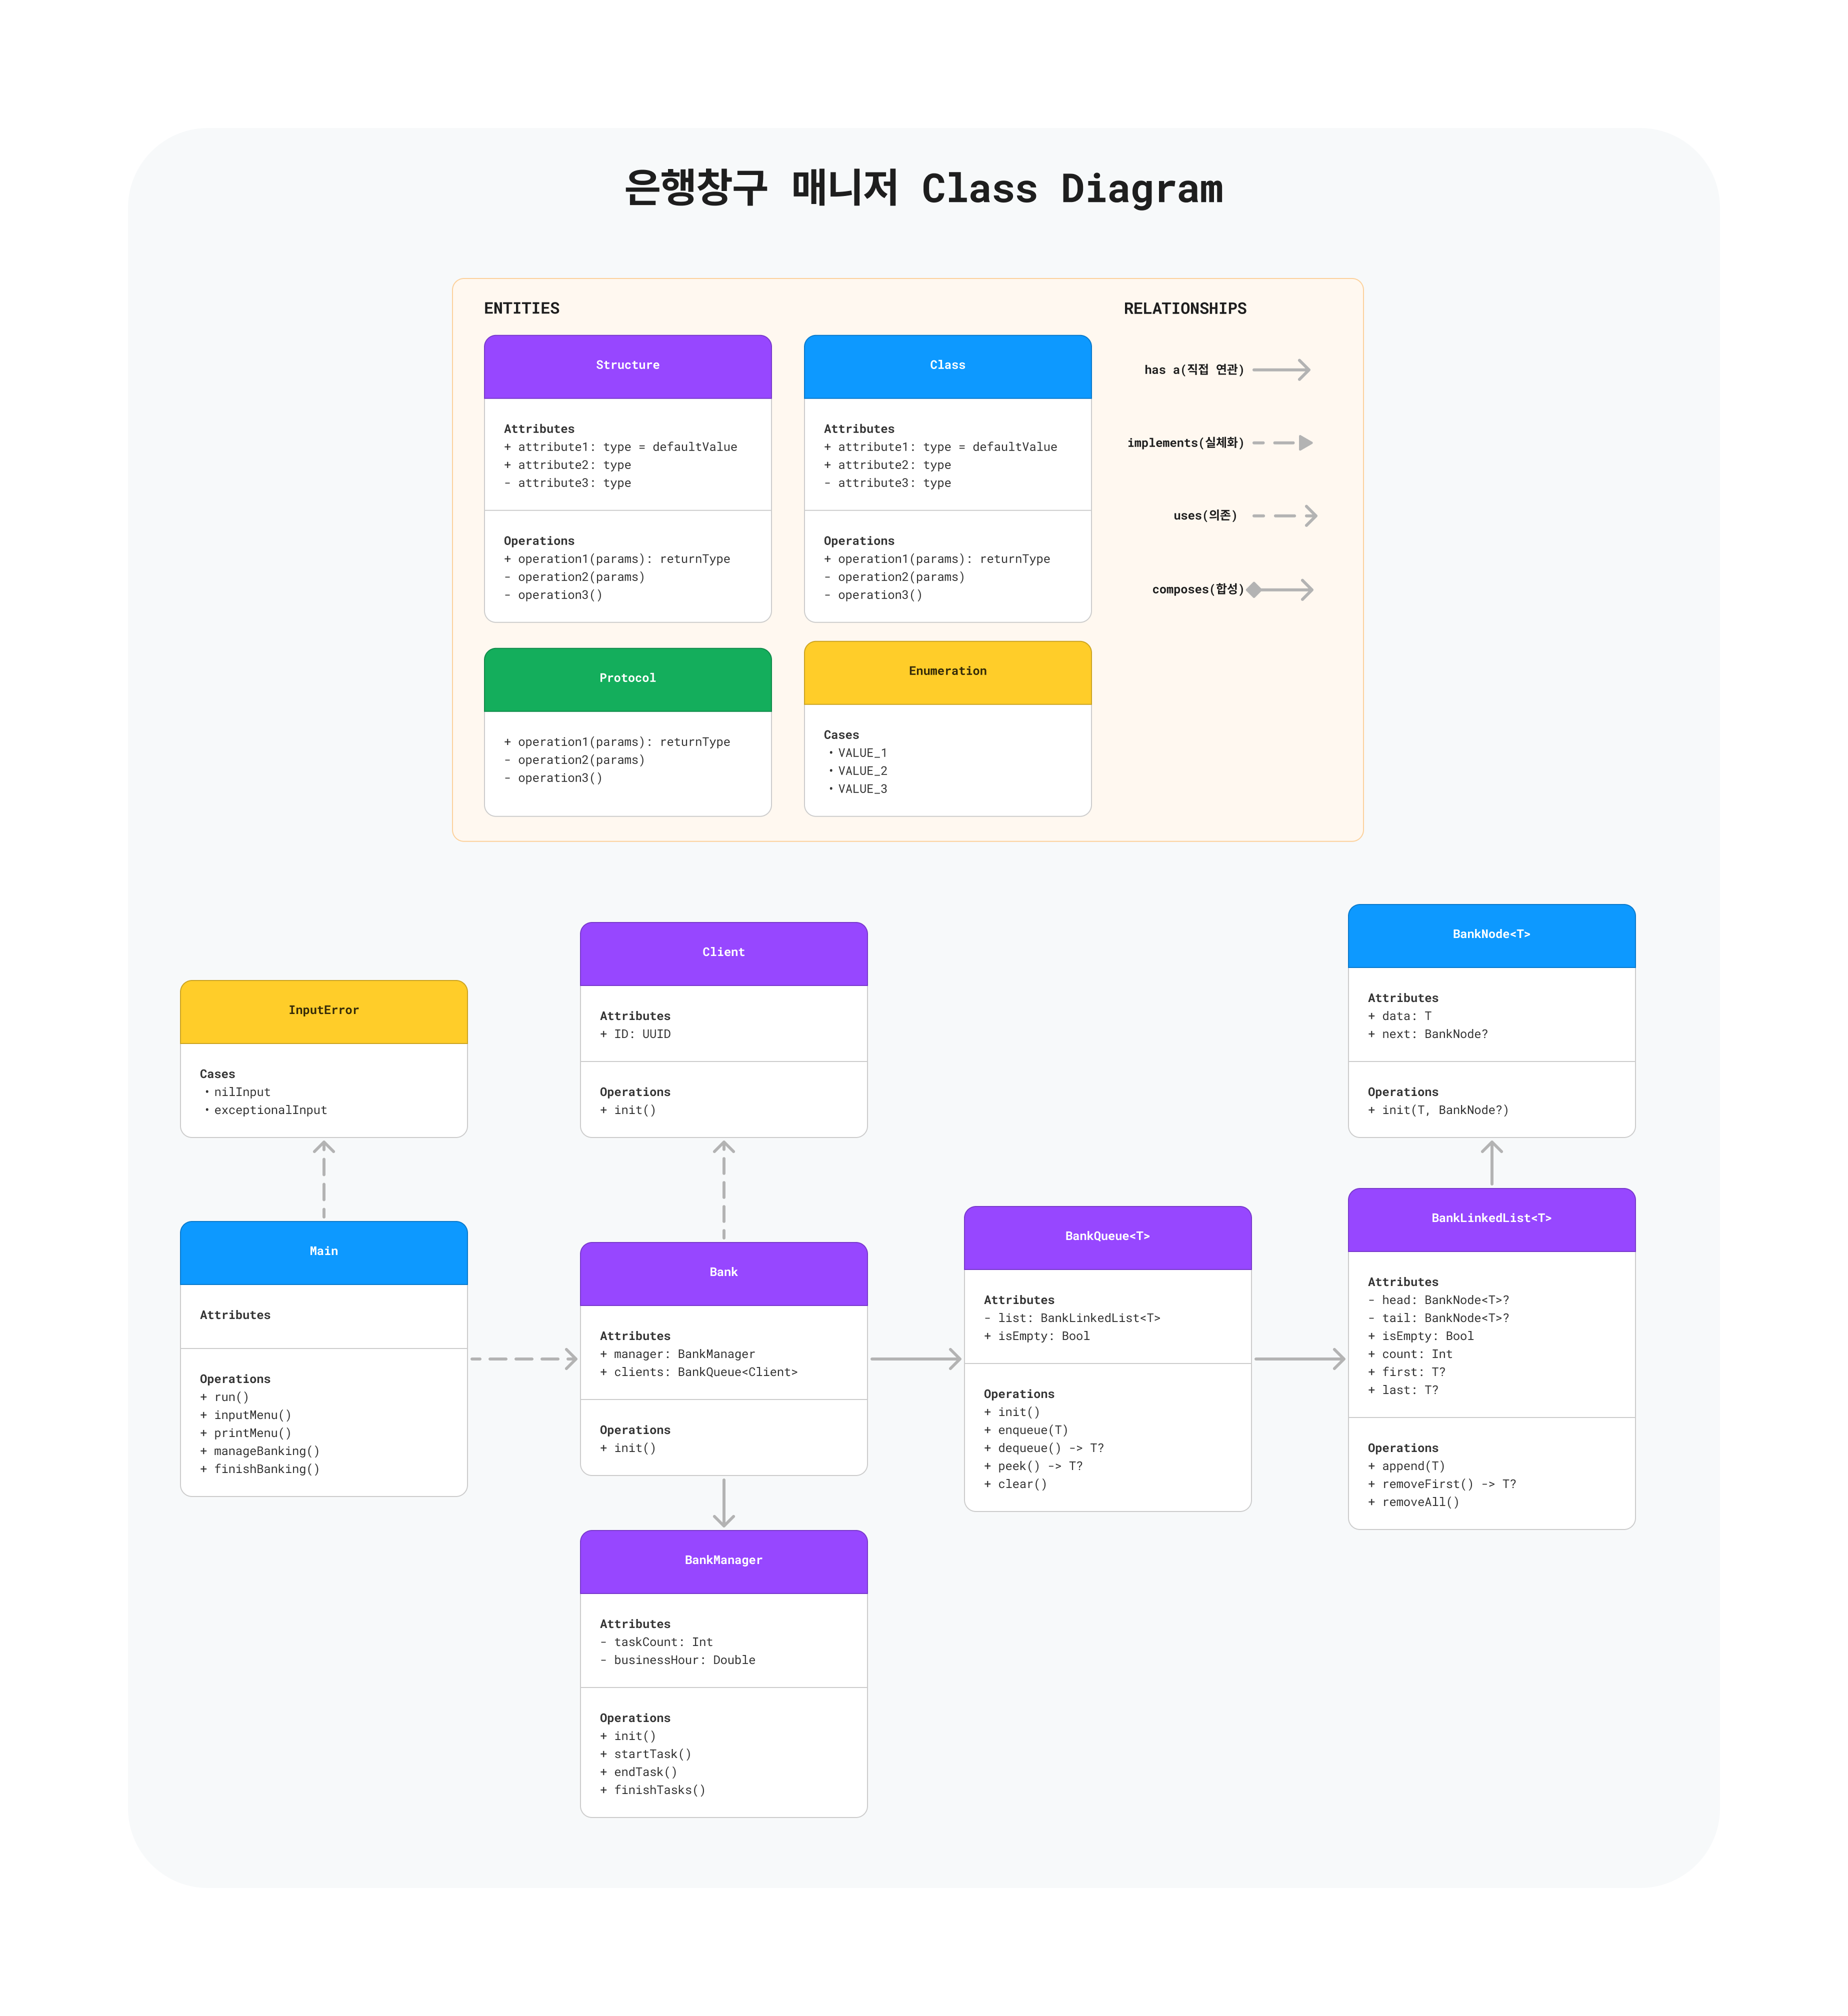 은행창구 매니저 Class Diagram
ENTITIES
Structure
Attributes
+ attribute1: type = defaultValue
+ attribute2: type
- attribute3: type
Operations
+ operation1(params): returnType
- operation2(params)
- operation3()
Class
Attributes
+ attribute1: type = defaultValue
+ attribute2: type
- attribute3: type
Operations
+ operation1(params): returnType
- operation2(params)
- operation3()
Protocol
+ operation1(params): returnType
- operation2(params)
- operation3()
Enumeration
Cases
• VALUE_1
• VALUE_2
• VALUE_3
RELATIONSHIPS
has a(직접 연관)
implements(실체화)
uses(의존)
composes(합성)
InputError
Cases
• nilInput
• exceptionalInput
Main
Attributes
Operations
+ run()
+ inputMenu()
+ printMenu()
+ manageBanking()
+ finishBanking()
Client
Attributes
+ ID: UUID
Operations
+ init()
Bank
Attributes
+ manager: BankManager
+ clients: BankQueue<Client>
Operations
+ init()
BankManager
Attributes
- taskCount: Int
- businessHour: Double
Operations
+ init()
+ startTask()
+ endTask()
+ finishTasks()
BankQueue<T>
Attributes
- list: BankLinkedList<T>
+ isEmpty: Bool
Operations
+ init()
+ enqueue(T)
+ dequeue() -> T?
+ peek() -> T?
+ clear()
BankNode<T>
Attributes
+ data: T
+ next: BankNode?
Operations
+ init(T, BankNode?)
BankLinkedList<T>
Attributes
- head: BankNode<T>?
- tail: BankNode<T>?
+ isEmpty: Bool
+ count: Int
+ first: T?
+ last: T?
Operations
+ append(T)
+ removeFirst() -> T?
+ removeAll()